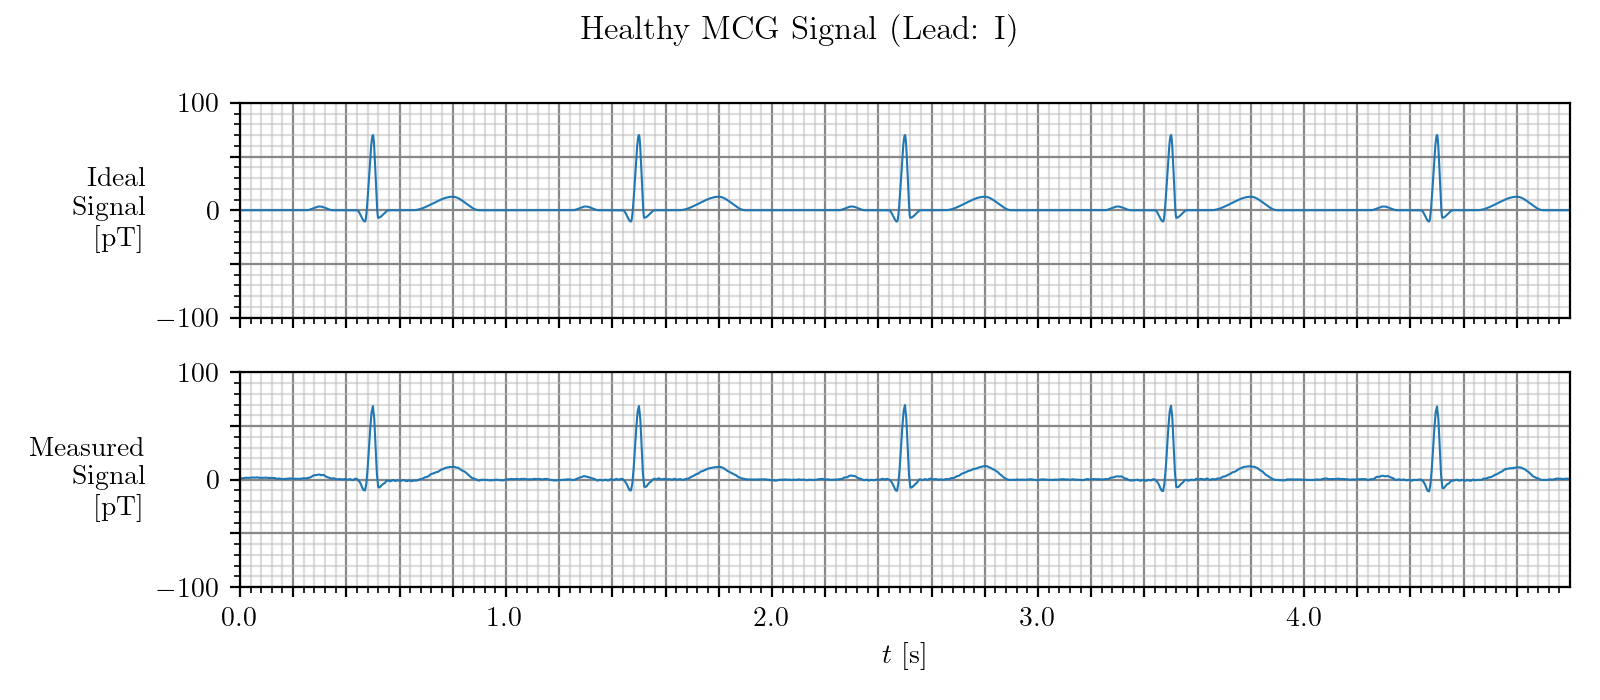 Healthy MCG Signal (Lead: I)
100
Ideal
Signal
[pT]
0
−100
100
Measured
Signal
[pT]
0
−100
0.0 1.0 2.0 3.0 4.0
t [s]